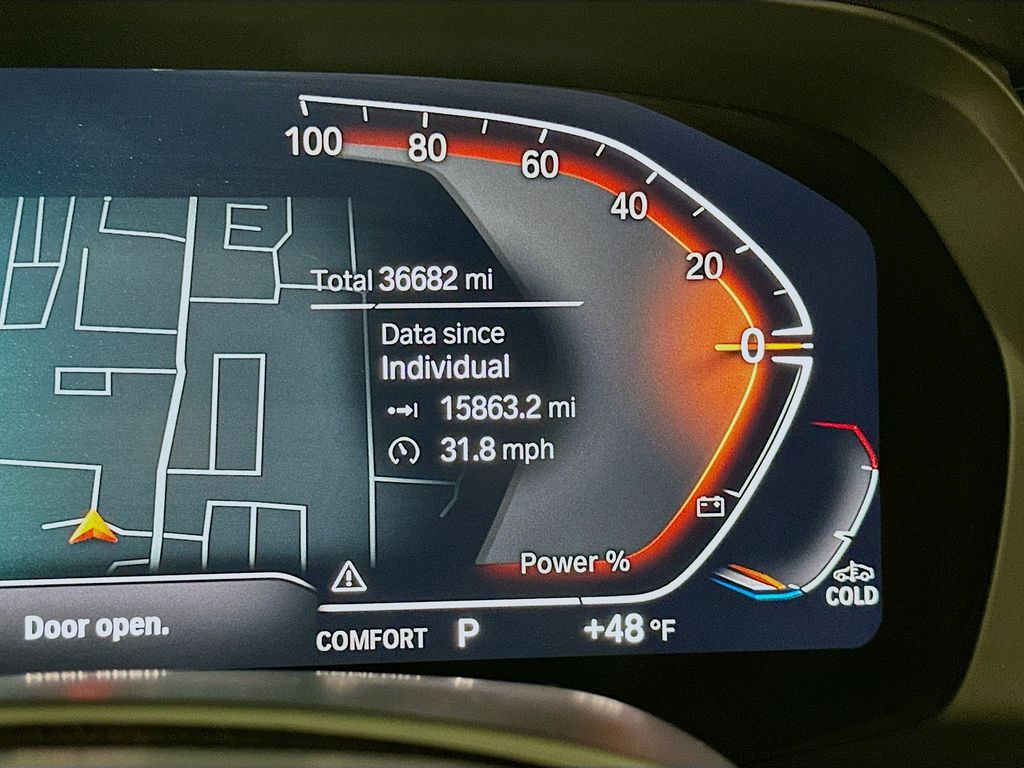 100
80
60
40
20
0
Total 36682 mi
Data since
Individual
15863.2 mi
31.8 mph
Power %
Door open.
COMFORT P +48 °F
COLD